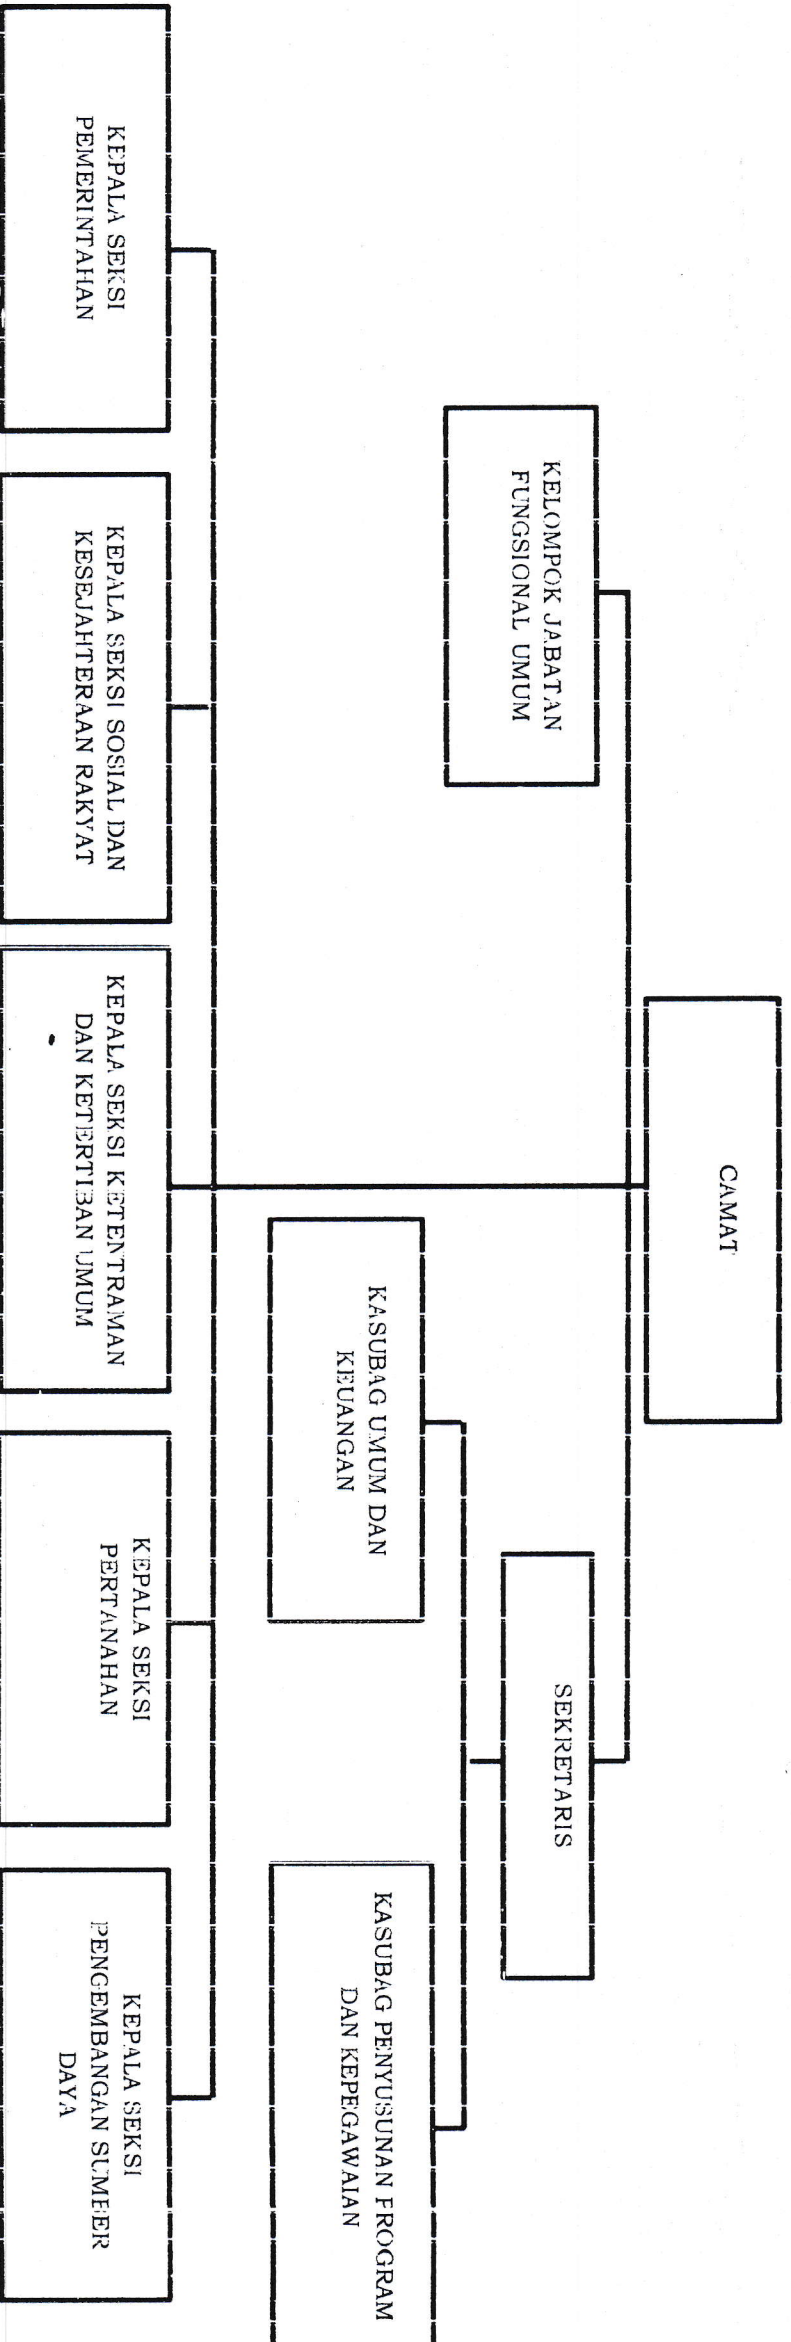 CAMAT
KELOMPOK JABATAN
FUNGSIONAL UMUM
SEKRETARIS
KASUBAG UMUM DAN
KEUANGAN
KASUBAG PENYUSUNAN PROGRAM
DAN KEPEGAWAIAN
KEPALA SEKSI
PEMERINTAHAN
KEPALA SEKSI SOSIAL DAN
KESEJAHTERAAN RAKYAT
KEPALA SEKSI KETENTRAMAN
DAN KETERTIBAN UMUM
KEPALA SEKSI
PERTANAHAN
KEPALA SEKSI
PENGEMBANGAN SUMBER
DAYA